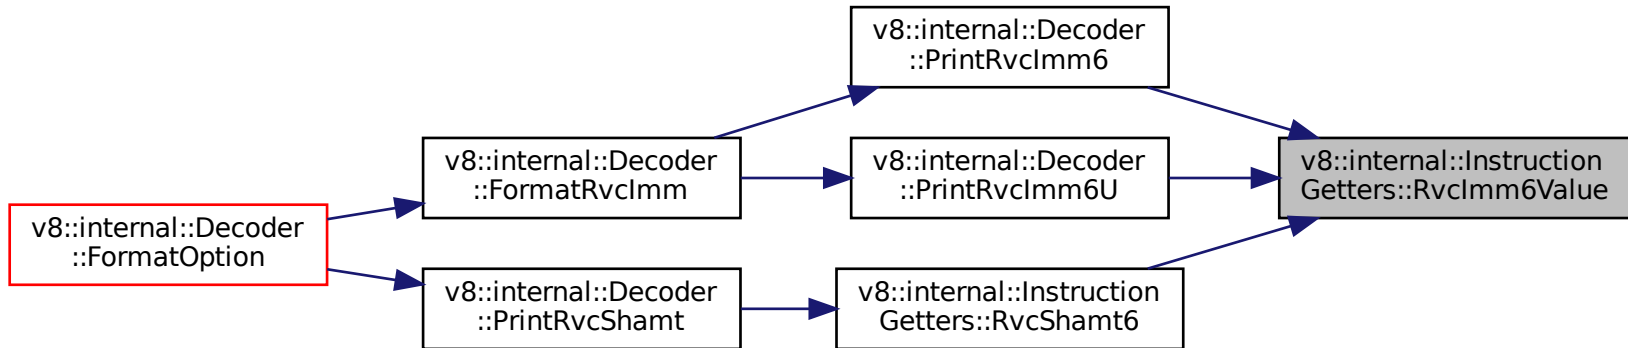 v8::internal::Decoder
::PrintRvcImm6
v8::internal::Decoder
::FormatRvcImm
v8::internal::Decoder
::PrintRvcImm6U
v8::internal::Instruction
Getters::RvcImm6Value
v8::internal::Decoder
::FormatOption
v8::internal::Decoder
::PrintRvcShamt
v8::internal::Instruction
Getters::RvcShamt6